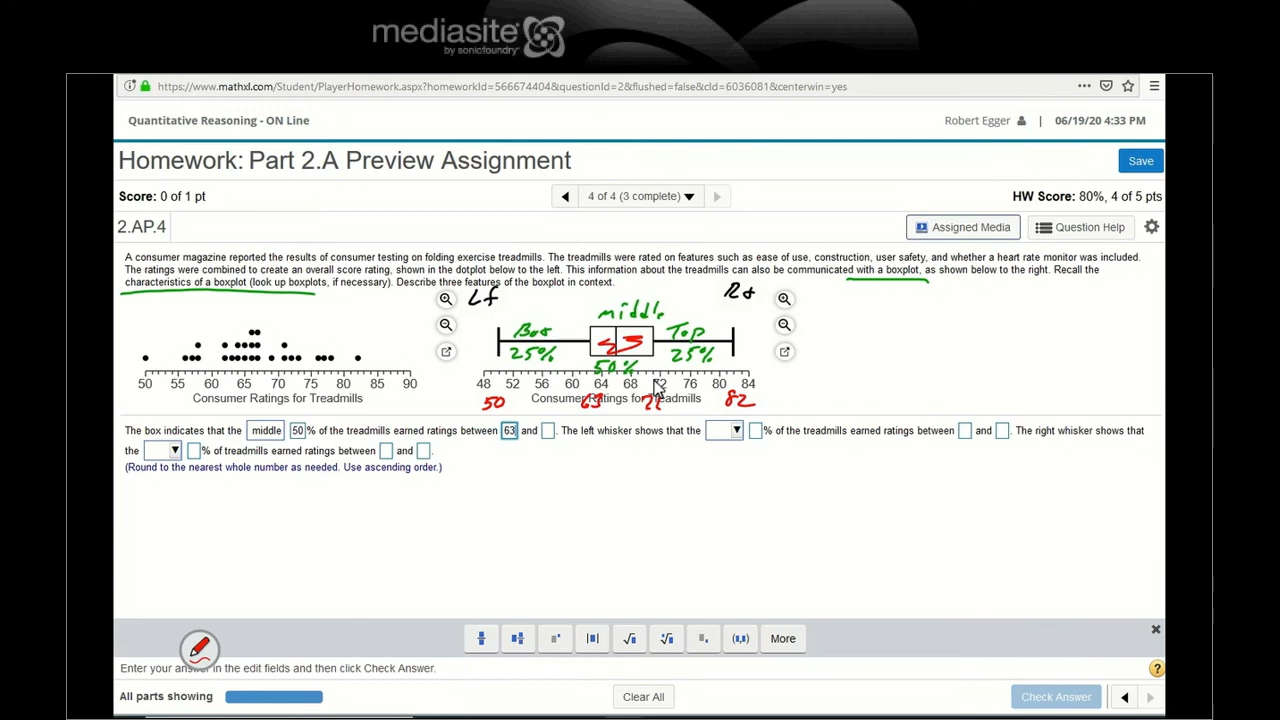 mediasite
by sonicfoundry
https://www.mathxl.com/Student/PlayerHomework.aspx?homeworkId=566674404&questionId=2&flushed=false&cId=6036081&centerwin=yes
Quantitative Reasoning - ON Line
Robert Egger | 06/19/20 4:33 PM
Homework: Part 2.A Preview Assignment
Save
Score: 0 of 1 pt
4 of 4 (3 complete)
HW Score: 80%, 4 of 5 pts
2.AP.4
Assigned Media
Question Help
A consumer magazine reported the results of consumer testing on folding exercise treadmills. The treadmills were rated on features such as ease of use, construction, user safety, and whether a heart rate monitor was included.
The ratings were combined to create an overall score rating, shown in the dotplot below to the left. This information about the treadmills can also be communicated with a boxplot, as shown below to the right. Recall the
characteristics of a boxplot (look up boxplots, if necessary). Describe three features of the boxplot in context.
Lf
middle
Top
25% 25%
50%
50 55 60 65 70 75 80 85 90
48 52 56 60 64 68 72 76 80 84
Consumer Ratings for Treadmills
Consumer Ratings for Treadmills
50 63 71 82
The box indicates that the middle 50 % of the treadmills earned ratings between 63 and . The left whisker shows that the % of the treadmills earned ratings between and . The right whisker shows that
the % of treadmills earned ratings between and .
(Round to the nearest whole number as needed. Use ascending order.)
More
Enter your answer in the edit fields and then click Check Answer.
?
All parts showing
Clear All
Check Answer